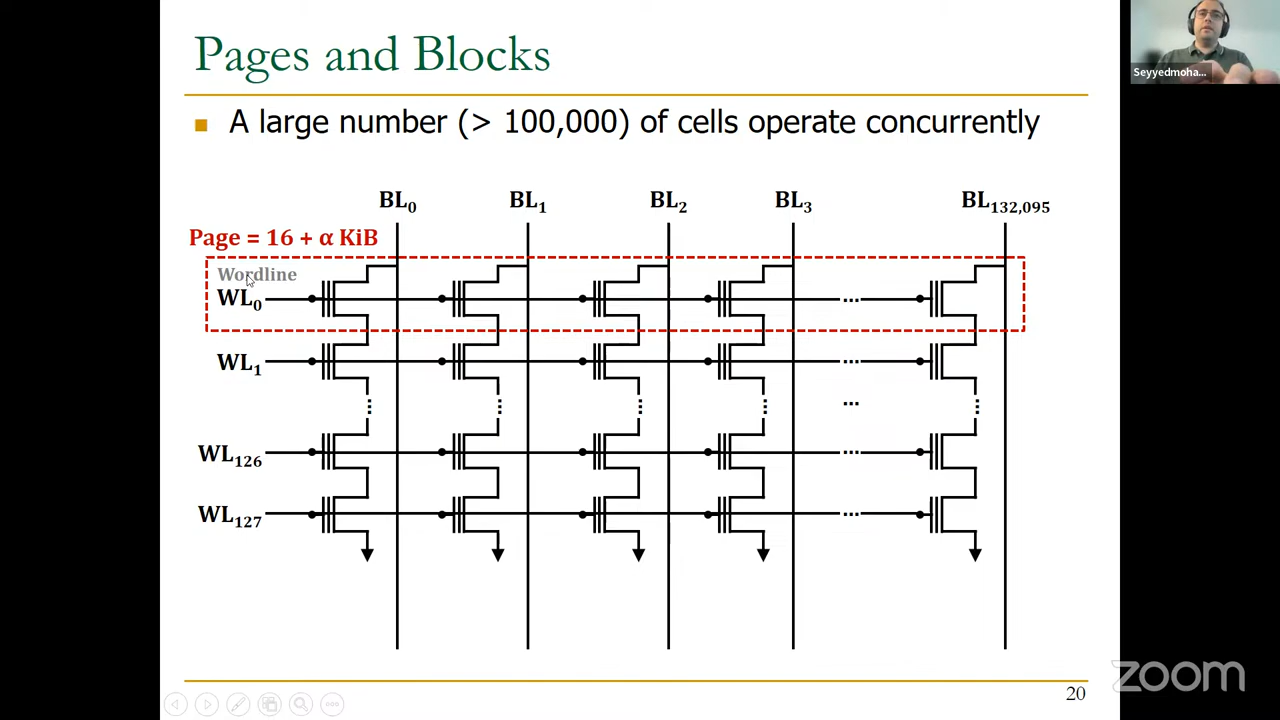 Pages and Blocks
Seyyedmoha...
■ A large number (> 100,000) of cells operate concurrently
BL0 BL1 BL2 BL3 BL132,095
Page = 16 + α KiB
Wordline
WL0 ...
WL1 ...
...
WL126 ...
WL127 ...
zoom
20